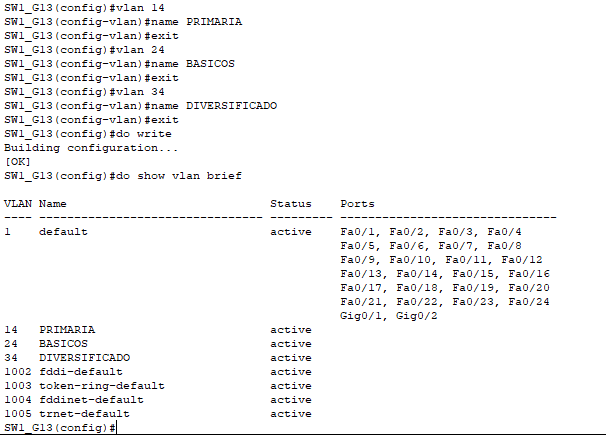 SW1_G13(config)#vlan 14
SW1_G13(config-vlan)#name PRIMARIA
SW1_G13(config-vlan)#exit
SW1_G13(config)#vlan 24
SW1_G13(config-vlan)#name BASICOS
SW1_G13(config-vlan)#exit
SW1_G13(config)#vlan 34
SW1_G13(config-vlan)#name DIVERSIFICADO
SW1_G13(config-vlan)#exit
SW1_G13(config)#do write
Building configuration...
[OK]
SW1_G13(config)#do show vlan brief

VLAN Name                             Status    Ports
---- -------------------------------- --------- -------------------------------
1    default                          active    Fa0/1, Fa0/2, Fa0/3, Fa0/4
                                                Fa0/5, Fa0/6, Fa0/7, Fa0/8
                                                Fa0/9, Fa0/10, Fa0/11, Fa0/12
                                                Fa0/13, Fa0/14, Fa0/15, Fa0/16
                                                Fa0/17, Fa0/18, Fa0/19, Fa0/20
                                                Fa0/21, Fa0/22, Fa0/23, Fa0/24
                                                Gig0/1, Gig0/2
14   PRIMARIA                         active
24   BASICOS                          active
34   DIVERSIFICADO                    active
1002 fddi-default                     active
1003 token-ring-default               active
1004 fddinet-default                  active
1005 trnet-default                    active
SW1_G13(config)#